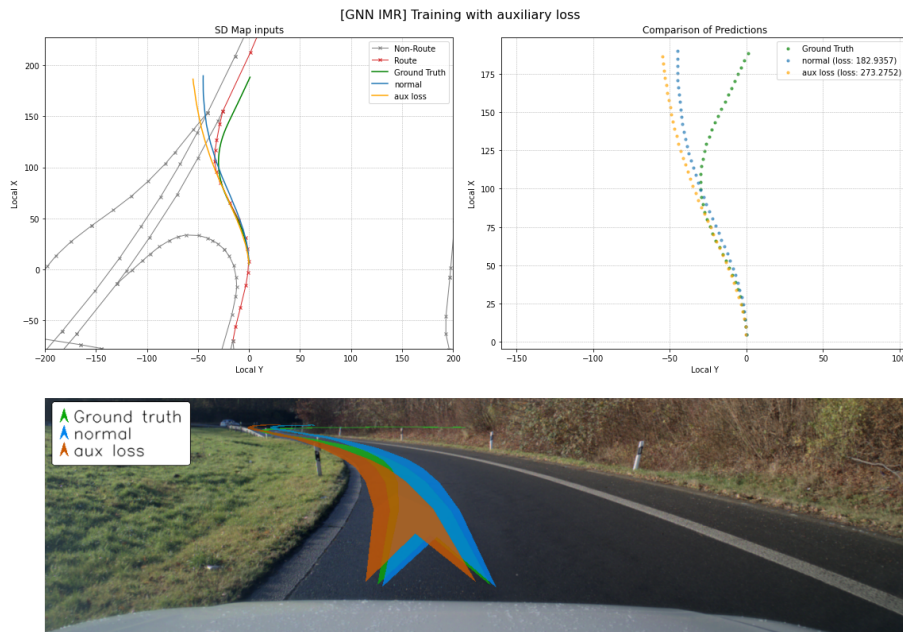 [GNN IMR] Training with auxiliary loss
SD Map inputs
Non-Route
Route
Ground Truth
normal
aux loss
200
150
100
50
0
−50
Local X
−200
−150
−100
−50
0
50
100
150
200
Local Y
Comparison of Predictions
Ground Truth
normal (loss: 182.9357)
aux loss (loss: 273.2752)
175
150
125
100
75
50
25
0
Local X
−150
−100
−50
0
50
100
Local Y
Ground truth
normal
aux loss